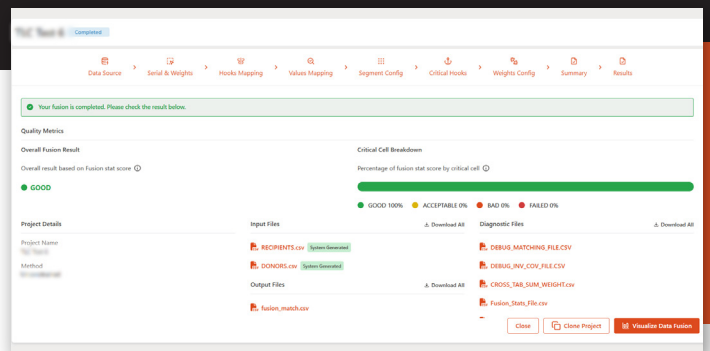 Completed
Data Source > Serial & Weights > Hooks Mapping > Values Mapping > Segment Config > Critical Hooks > Weights Config > Summary > Results
Your fusion is completed. Please check the result below.
Quality Metrics
Overall Fusion Result
Overall result based on Fusion stat score
GOOD
Critical Cell Breakdown
Percentage of fusion stat score by critical cell
GOOD 100% ACCEPTABLE 0% BAD 0% FAILED 0%
Project Details
Project Name
Method
Input Files Download All
RECIPIENTS.csv System Generated
DONORS.csv System Generated
Output Files Download All
fusion_match.csv
Diagnostic Files Download All
DEBUG_MATCHING_FILE.CSV
DEBUG_INV_COV_FILE.CSV
CROSS_TAB_SUM_WEIGHT.csv
Fusion_Stats_File.csv
Close Clone Project Visualize Data Fusion